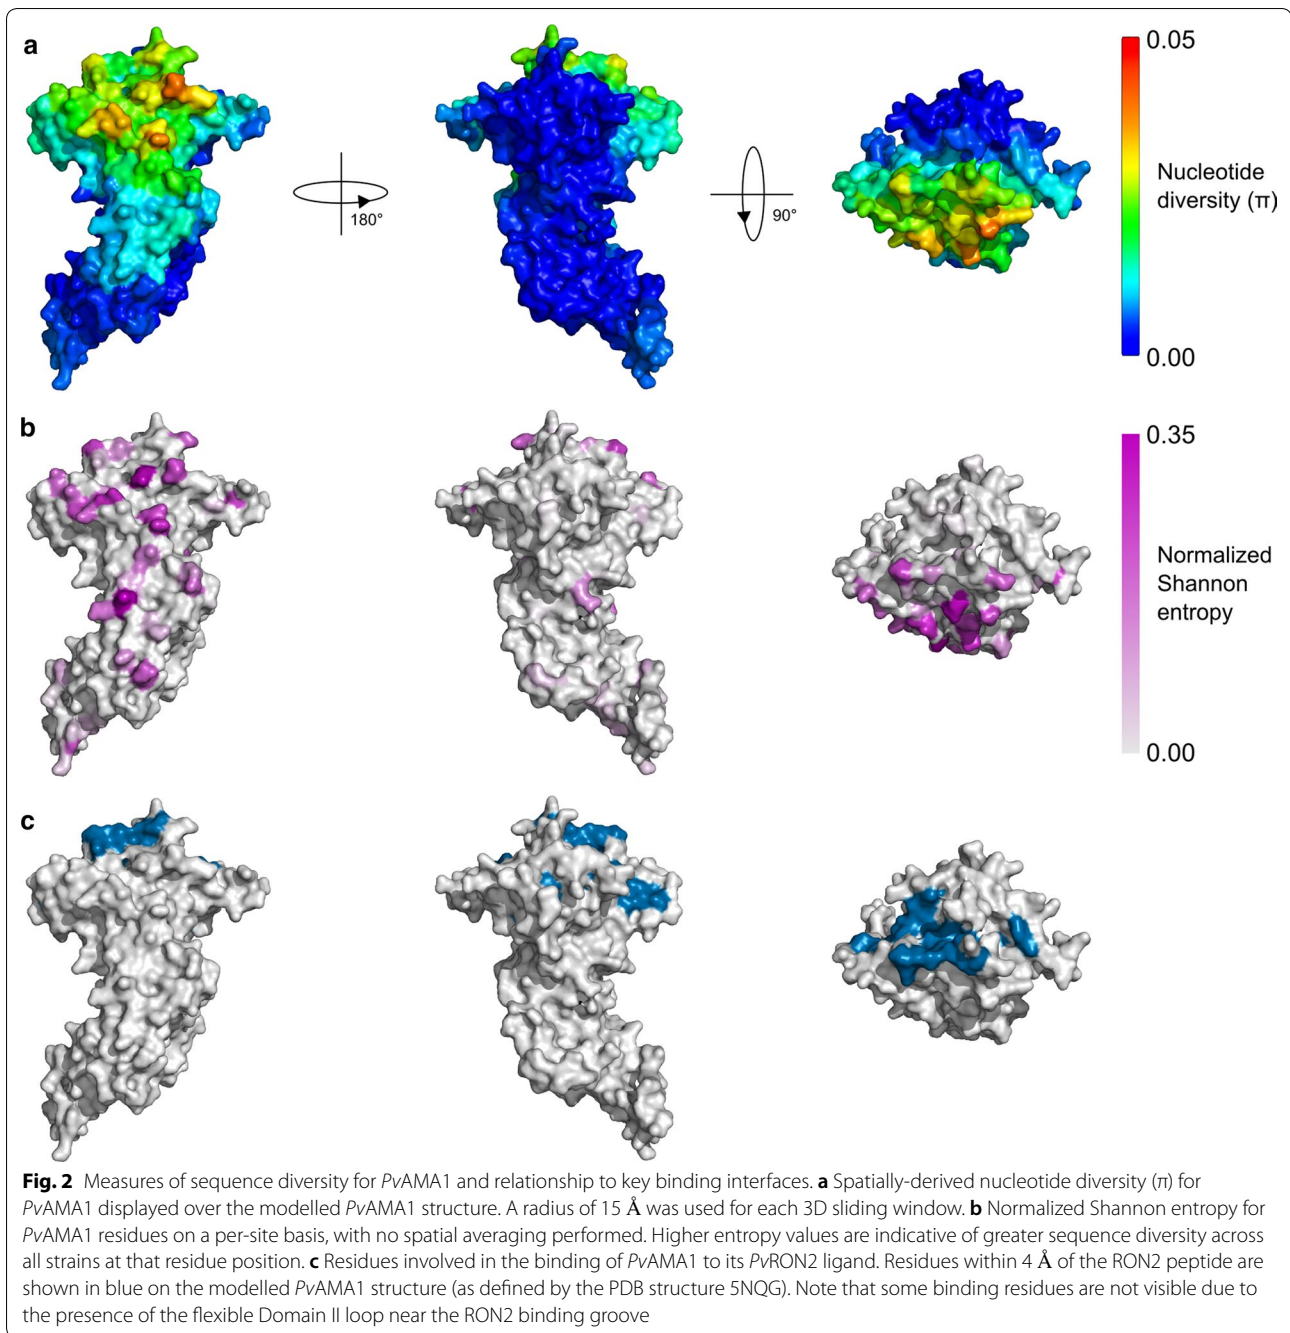 a
0.05
Nucleotide
diversity (π)
180°
90°
0.00
b
0.35
Normalized
Shannon
entropy
0.00
c
Fig. 2 Measures of sequence diversity for PvAMA1 and relationship to key binding interfaces. a Spatially-derived nucleotide diversity (π) for
PvAMA1 displayed over the modelled PvAMA1 structure. A radius of 15 Å was used for each 3D sliding window. b Normalized Shannon entropy for
PvAMA1 residues on a per-site basis, with no spatial averaging performed. Higher entropy values are indicative of greater sequence diversity across
all strains at that residue position. c Residues involved in the binding of PvAMA1 to its PvRON2 ligand. Residues within 4 Å of the RON2 peptide are
shown in blue on the modelled PvAMA1 structure (as defined by the PDB structure 5NQG). Note that some binding residues are not visible due to
the presence of the flexible Domain II loop near the RON2 binding groove